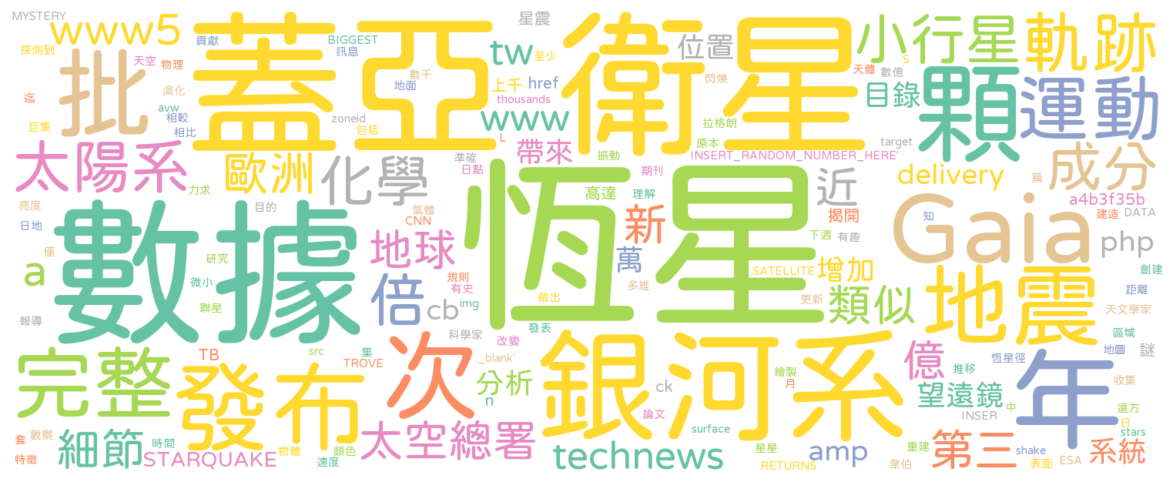 MYSTERY
www5
蓋亞衛星
星震
小行星
軌跡
探測到
貢獻
BIGGEST
訊息
tw
至少
位置
S
批
天空
物理
地面
數千
上千
href
閃爍
天體
數億
顆
運動
迄
演化
avw
相較
thousands
目錄
巨集
相比
zoneid
包括
www
拉格朗
原本
target
太陽系
歐洲
化學
準確
L
帶來
振動
INSERT_RANDOM_NUMBER_HERE'
成分
日點
期刊
近
delivery
篇
亮度
力求
目的
氣體
CNN
恆星
高達
理解
新
揭開
知
Gaia
a4b3f35b
建造
DATA
日地
數據
地球
下週
有趣
php
僅
研究
萬
a
微小
規則
有史
SATELLITE
增加
創建
倍
多維
聯星
cb
img
做出
更新
類似
地震
距離
報導
發表
天文學家
科學家
改變
區域
完整
TB
src
集
_blank'
次
銀河系
億
恆星徑
地圖
謎
發布
TROVE
分析
繪製
推移
年
收集
n
月
ck
望遠鏡
論文
INSER
中
遠方
套
觀察
細節
時間
物體
顏色
太空總署
surface
星星
重建
第三
日
stars
特徵
STARQUAKE
速度
technews
RETURNS
amp
韋伯
shake
表面
ESA
系統